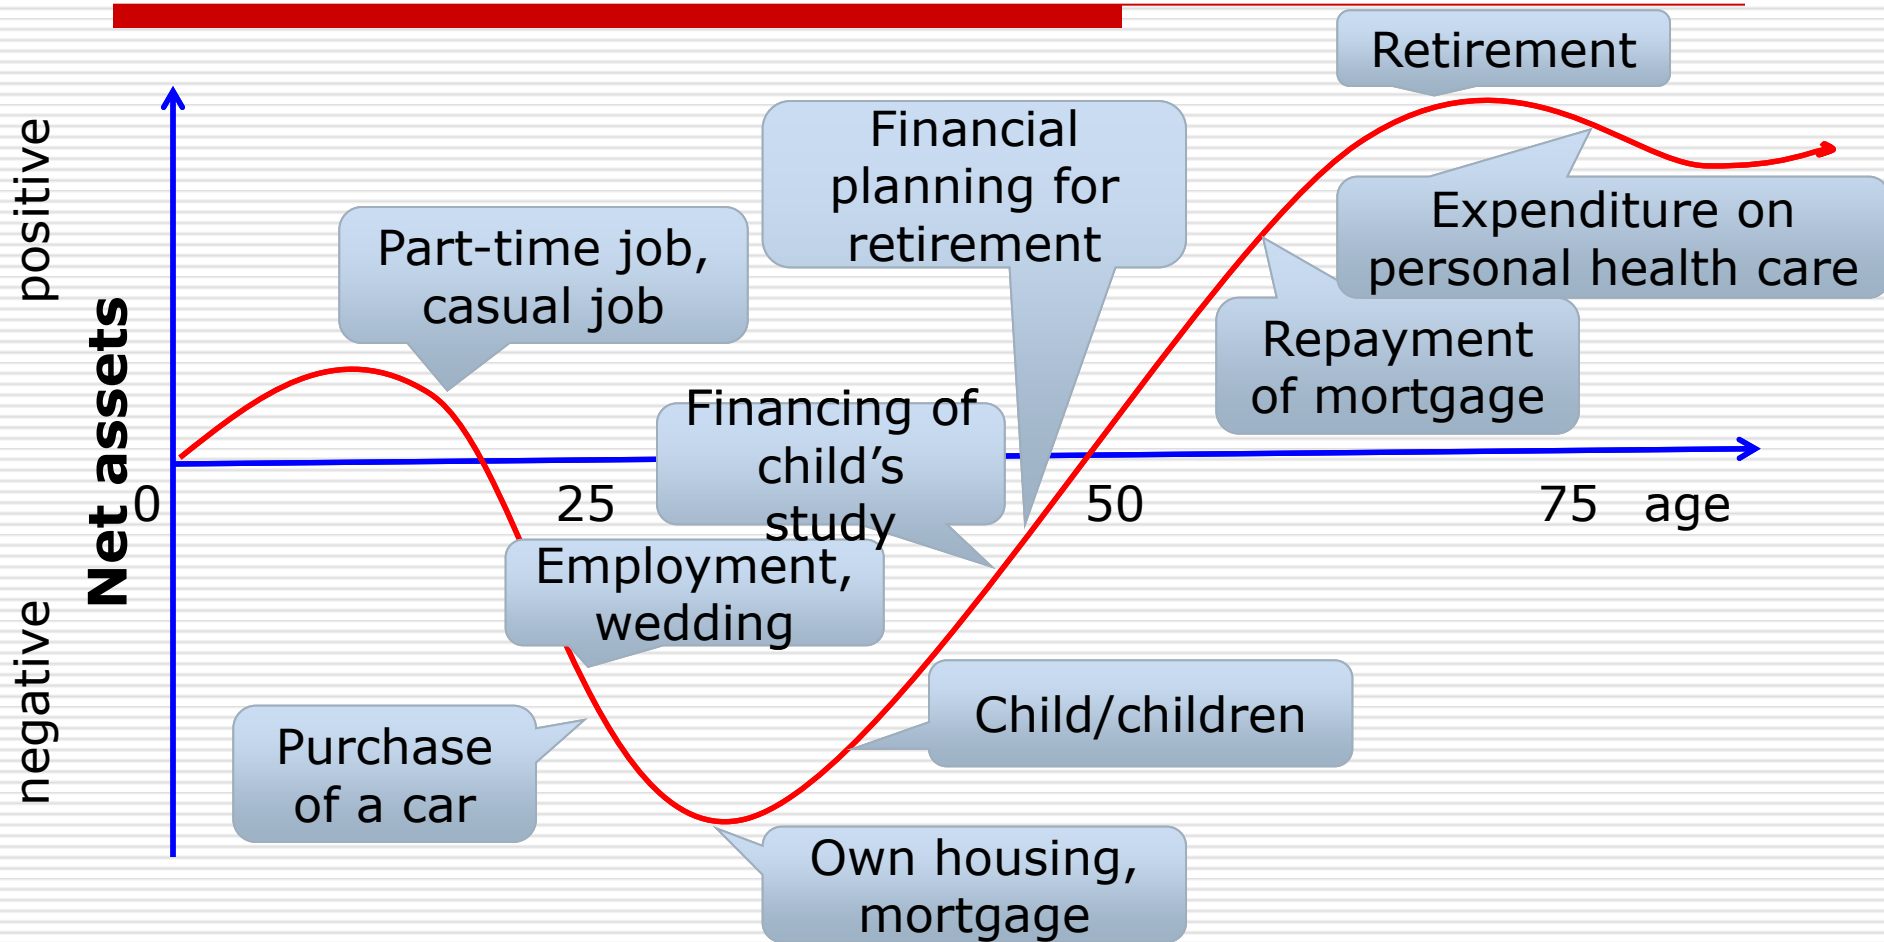 Retirement
Financial
planning for
retirement
positive
Expenditure on
personal health care
Part-time job,
casual job
Repayment
of mortgage
Net assets
Financing of
child’s
study
0
25
50
75
age
Employment,
wedding
negative
Child/children
Purchase
of a car
Own housing,
mortgage